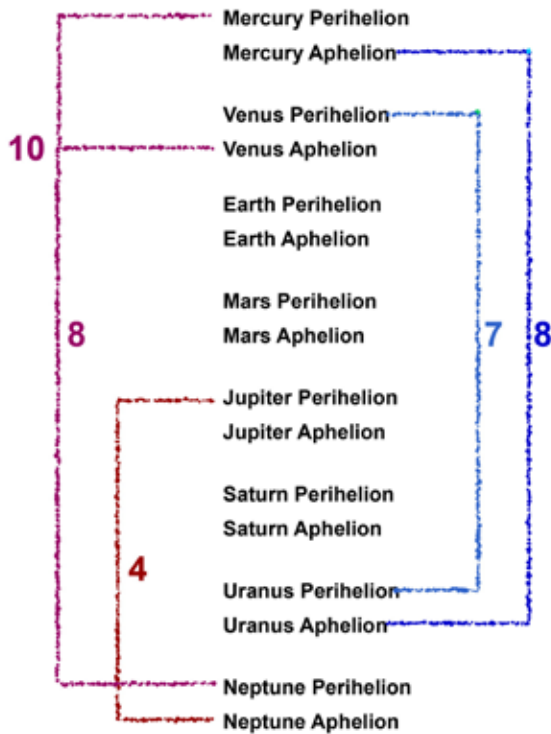 Mercury Perihelion
Mercury Aphelion
Venus Perihelion
10 Venus Aphelion
Earth Perihelion
Earth Aphelion
Mars Perihelion
8 Mars Aphelion 7 8
Jupiter Perihelion
Jupiter Aphelion
Saturn Perihelion
Saturn Aphelion
4
Uranus Perihelion
Uranus Aphelion
Neptune Perihelion
Neptune Aphelion